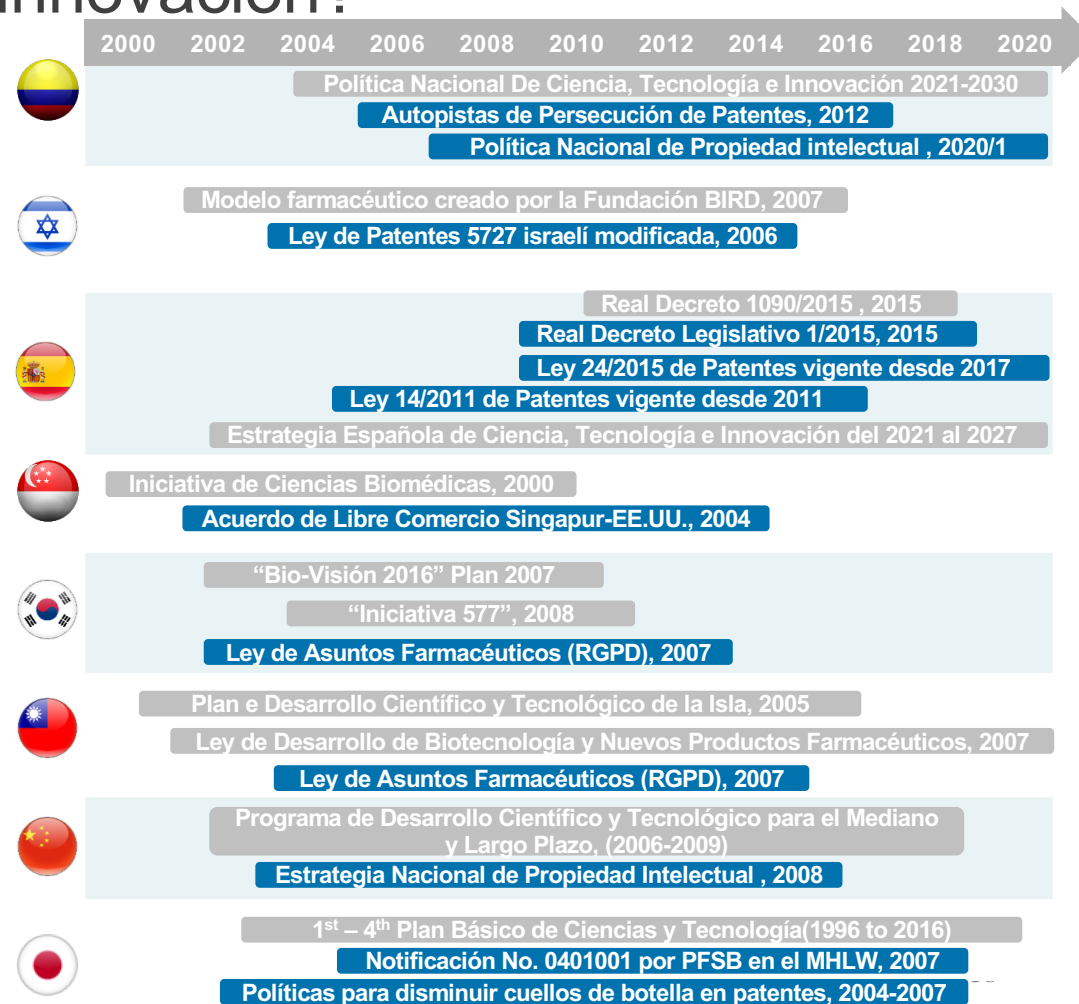 Innovación?
2000 2002 2004 2006 2008 2010 2012 2014 2016 2018 2020
Política Nacional De Ciencia, Tecnología e Innovación 2021-2030
Autopistas de Persecución de Patentes, 2012
Política Nacional de Propiedad intelectual , 2020/1
Modelo farmacéutico creado por la Fundación BIRD, 2007
Ley de Patentes 5727 israelí modificada, 2006
Real Decreto 1090/2015 , 2015
Real Decreto Legislativo 1/2015, 2015
Ley 24/2015 de Patentes vigente desde 2017
Ley 14/2011 de Patentes vigente desde 2011
Estrategia Española de Ciencia, Tecnología e Innovación del 2021 al 2027
Iniciativa de Ciencias Biomédicas, 2000
Acuerdo de Libre Comercio Singapur-EE.UU., 2004
“Bio-Visión 2016” Plan 2007
“Iniciativa 577”, 2008
Ley de Asuntos Farmacéuticos (RGPD), 2007
Plan e Desarrollo Científico y Tecnológico de la Isla, 2005
Ley de Desarrollo de Biotecnología y Nuevos Productos Farmacéuticos, 2007
Ley de Asuntos Farmacéuticos (RGPD), 2007
Programa de Desarrollo Científico y Tecnológico para el Mediano
y Largo Plazo, (2006-2009)
Estrategia Nacional de Propiedad Intelectual , 2008
1st – 4th Plan Básico de Ciencias y Tecnología(1996 to 2016)
Notificación No. 0401001 por PFSB en el MHLW, 2007
Políticas para disminuir cuellos de botella en patentes, 2004-2007